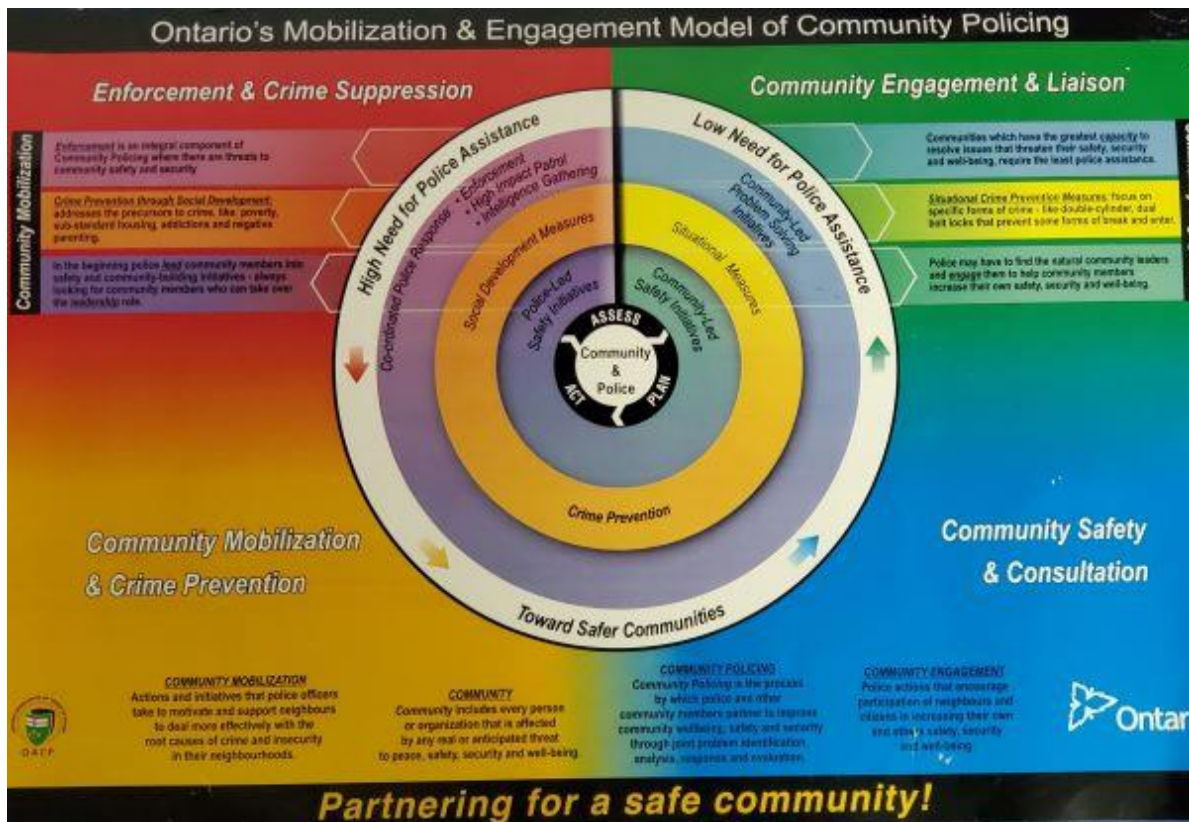 Ontario's Mobilization & Engagement Model of Community Policing
Enforcement & Crime Suppression
Community Engagement & Liaison
Community Mobilization
Enforcement is an integral component of
Community Policing where there are threats to
community safety and security
Crime Prevention through Social Development:
addresses the precursors to crime, like poverty,
sub-standard housing, addictions and negative
parenting.
In the beginning police lead community members into
safety and community-building initiatives - always
looking for community members who can take over
the leadership role.
High Need for Police Assistance
Low Need for Police Assistance
Co-ordinated Police Response
• Enforcement
• High Impact Patrol
• Intelligence Gathering
Social Development Measures
Police-Led
Safety Initiatives
Community-Led
Problem Solving
Initiatives
Situational Measures
Community-Led
Safety Initiatives
ASSESS
PLAN
ACT
Community
&
Police
Crime Prevention
Toward Safer Communities
Communities which have the greatest capacity to
resolve issues that threaten their safety, security
and well-being, require the least police assistance.
Situational Crime Prevention Measures: focus on
specific forms of crime - like double-cylinder, dual
bolt locks that prevent some forms of break and enter.
Police may have to find the natural community leaders
and engage them to help community members
increase their own safety, security and well-being.
Community Mobilization
& Crime Prevention
Community Safety
& Consultation
COMMUNITY MOBILIZATION
Actions and initiatives that police officers
take to motivate and support neighbours
to deal more effectively with the
root causes of crime and insecurity
in their neighbourhoods.
COMMUNITY
Community includes every person
or organization that is affected
by any real or anticipated threat
to peace, safety, security and well-being.
COMMUNITY POLICING
Community Policing is the process
by which police and other
community members partner to improve
community wellbeing, safety and security
through joint problem identification,
analysis, response and evaluation.
COMMUNITY ENGAGEMENT
Police actions that encourage
participation of neighbours and
citizens in increasing their own
and others safety, security
and well-being.
OACP
Ontar
Partnering for a safe community!